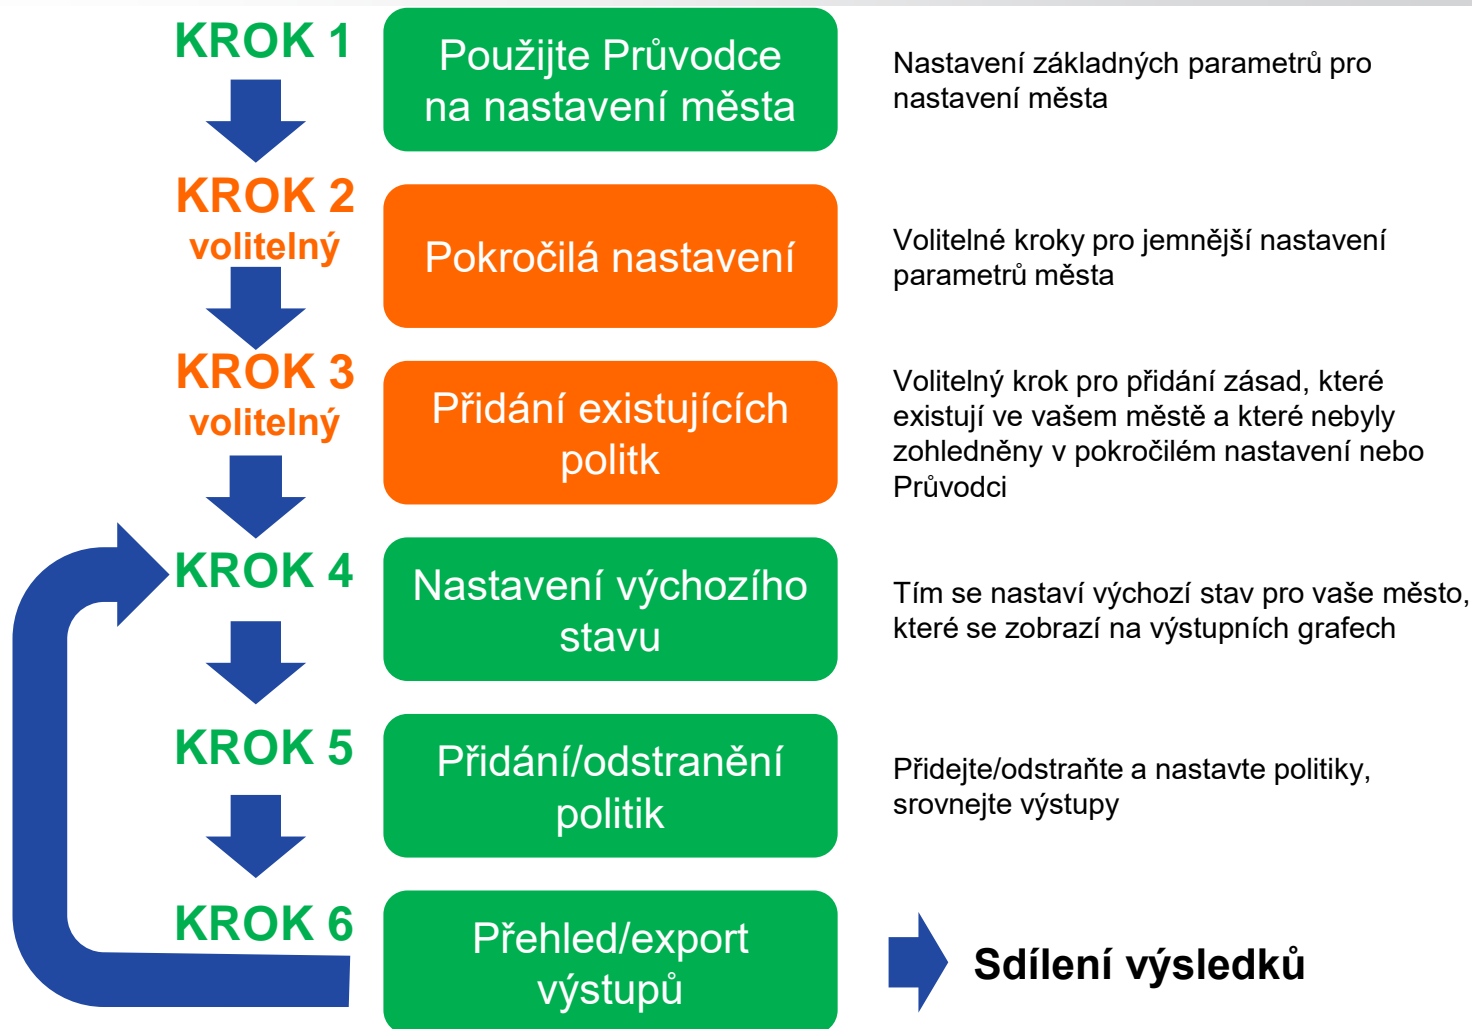 KROK 1
Použijte Průvodce
na nastavení města
Nastavení základných parametrů pro
nastavení města
KROK 2
volitelný
Pokročilá nastavení
Volitelné kroky pro jemnější nastavení
parametrů města
KROK 3
volitelný
Přidání existujících
politk
Volitelný krok pro přidání zásad, které
existují ve vašem městě a které nebyly
zohledněny v pokročilém nastavení nebo
Průvodci
KROK 4
Nastavení výchozího
stavu
Tím se nastaví výchozí stav pro vaše město,
které se zobrazí na výstupních grafech
KROK 5
Přidání/odstranění
politik
Přidejte/odstraňte a nastavte politiky,
srovnejte výstupy
KROK 6
Přehled/export
výstupů
Sdílení výsledků